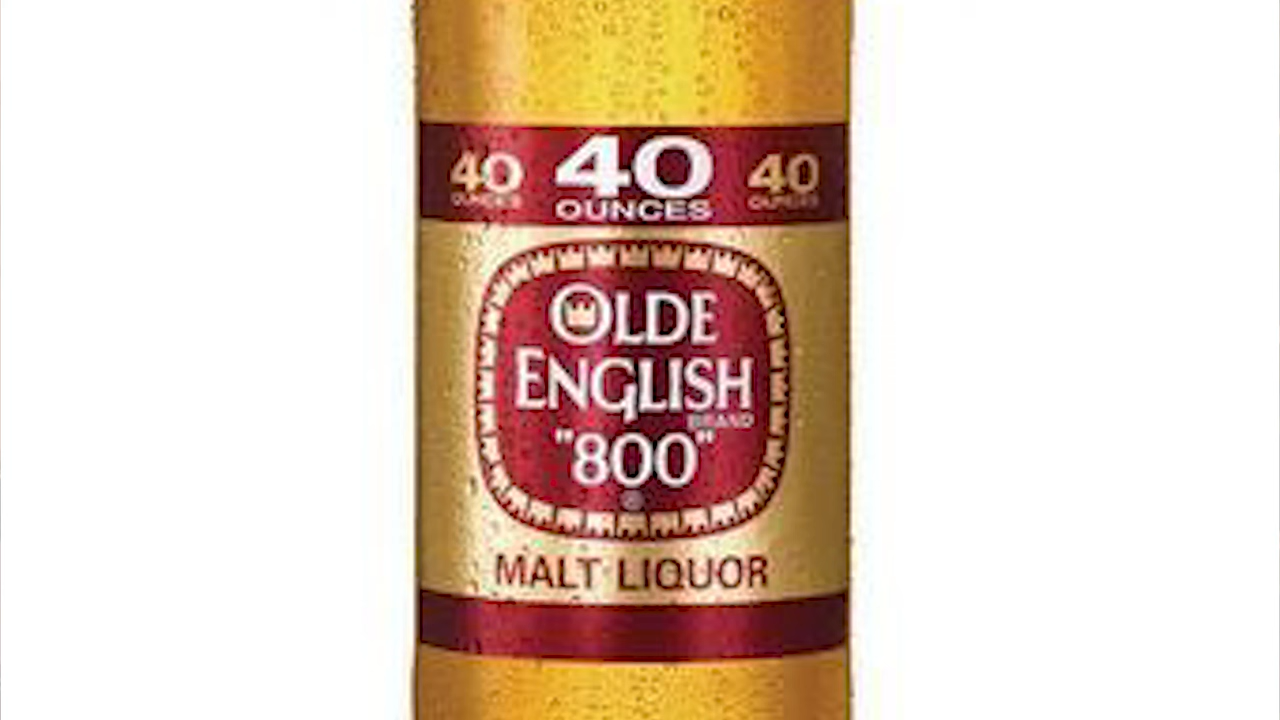 40 40 40
OUNCES OUNCES OUNCES
OLDE
ENGLISH
BRAND
"800"
®
MALT LIQUOR